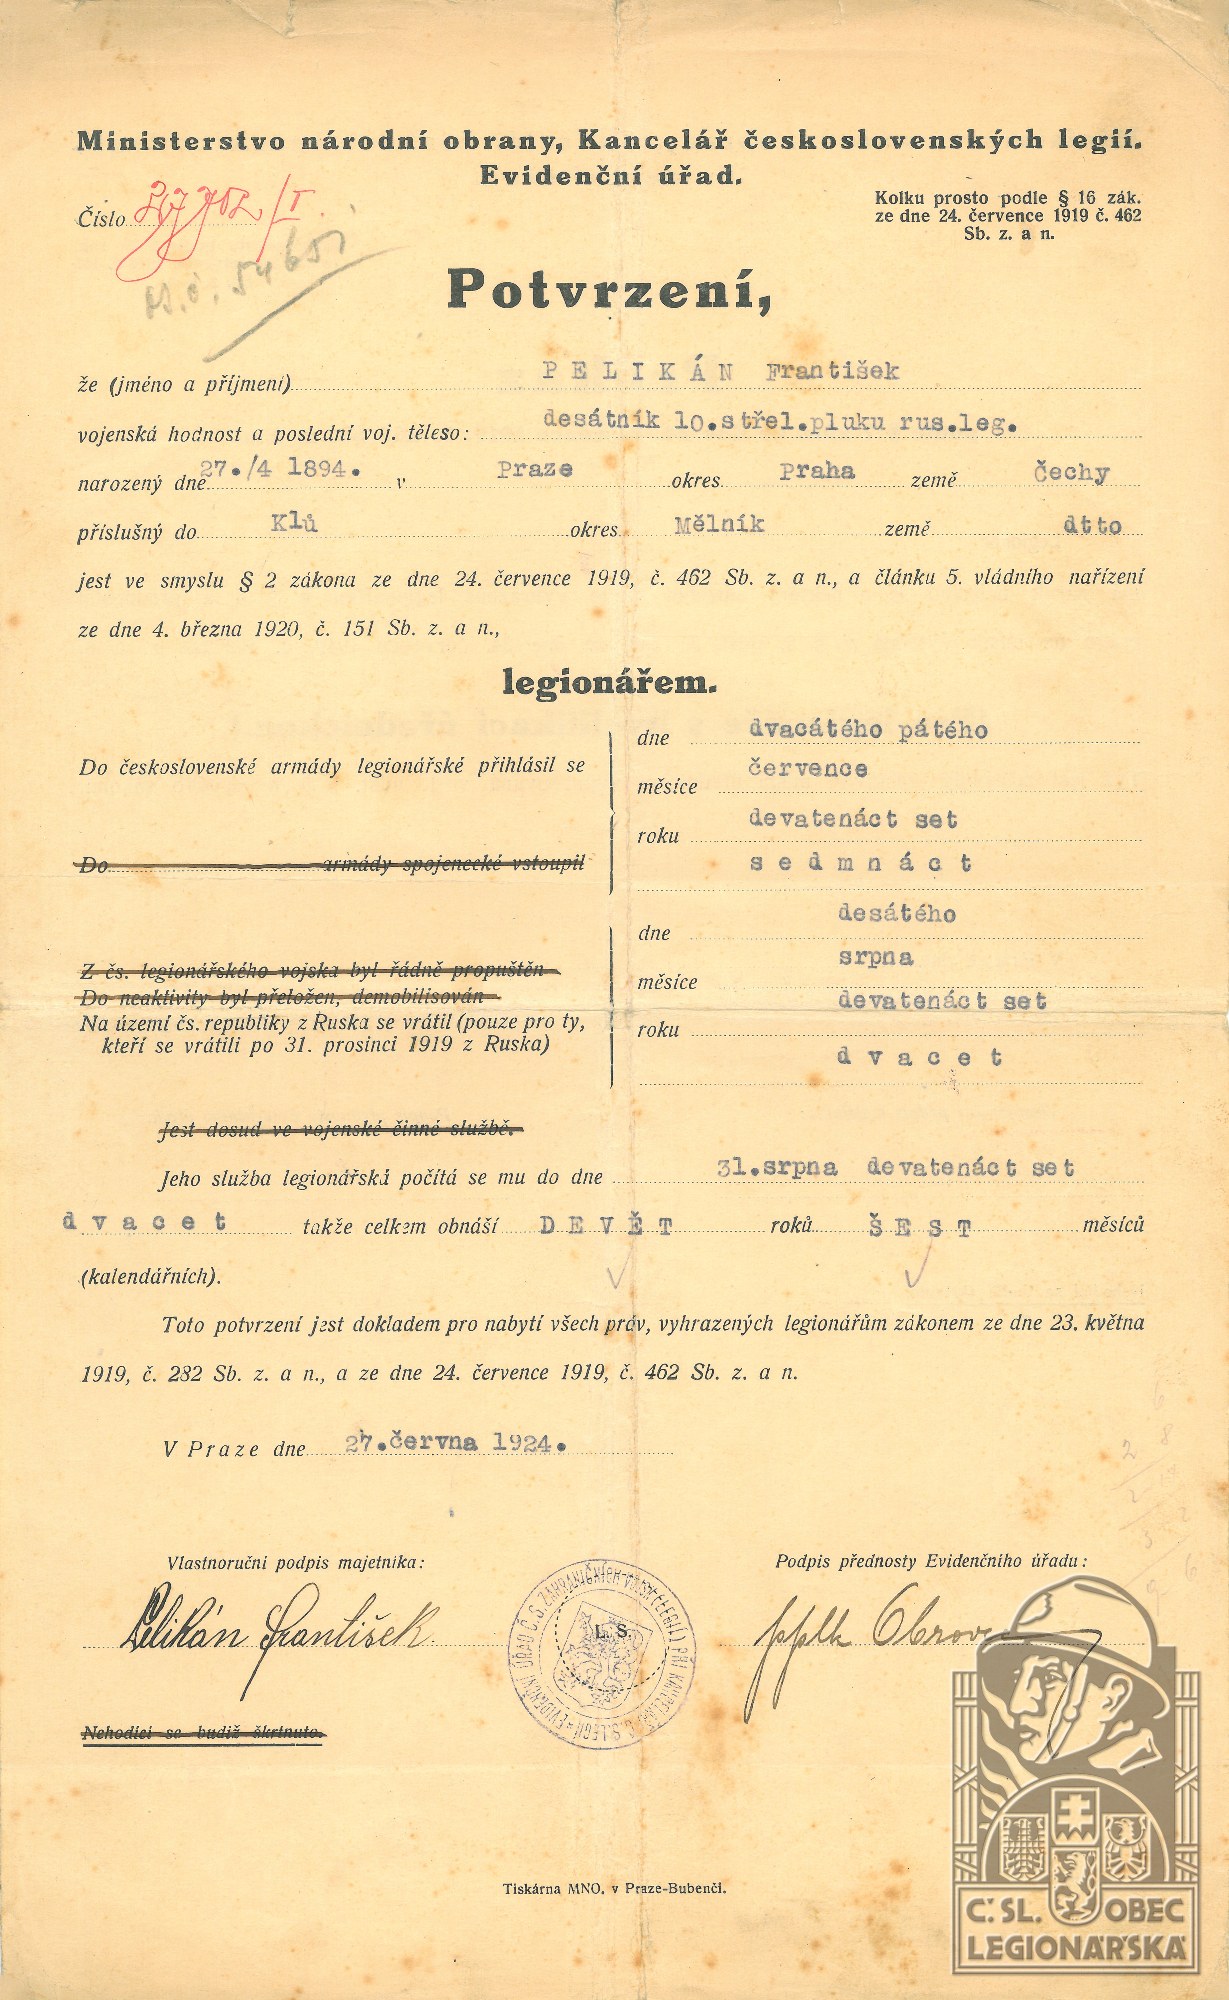 Ministerstvo národní obrany, Kancelář československých legií.
Evidenční úřad.
Číslo
Kolku prosto podle § 16 zák.
ze dne 24. července 1919 č. 462
Sb. z. a n.
54651
Potvrzení,
že (jméno a příjmení) PELIKÁN František
vojenská hodnost a poslední voj. těleso: desátník 10.střel.pluku rus.leg.
narozený dne 27./4 1894. v Praze okres Praha země Čechy
příslušný do Klů okres Mělník země dtto
jest ve smyslu § 2 zákona ze dne 24. července 1919, č. 462 Sb. z. a n., a článku 5. vládního nařízení
ze dne 4. března 1920, č. 151 Sb. z. a n.,
legionářem.
Do československé armády legionářské přihlásil se
dne dvacátého pátého
měsíce července
roku devatenáct set
sedmnáct
Do armády spojenecké vstoupil
Z čs. legionářského vojska byl řádně propuštěn
Do neaktivity byl přeložen, demobilisován
Na území čs. republiky z Ruska se vrátil (pouze pro ty,
kteří se vrátili po 31. prosinci 1919 z Ruska)
dne desátého
měsíce srpna
roku devatenáct set
dvacet
Jest dosud ve vojenské činné službě.
Jeho služba legionářská počítá se mu do dne 31.srpna devatenáct set
dvacet takže celkem obnáší DEVĚT roků ŠEST měsíců
(kalendářních).
Toto potvrzení jest dokladem pro nabytí všech práv, vyhrazených legionářům zákonem ze dne 23. května
1919, č. 282 Sb. z. a n., a ze dne 24. července 1919, č. 462 Sb. z. a n.
V Praze dne 27.června 1924.
Vlastnoruční podpis majetníka:
Podpis přednosty Evidenčního úřadu:
Pelikán František
L. S.
pplk
Nehodící se budiž škrtnuto.
Tiskárna MNO. v Praze-Bubenči.
Č. SL. OBEC
LEGIONÁŘSKÁ